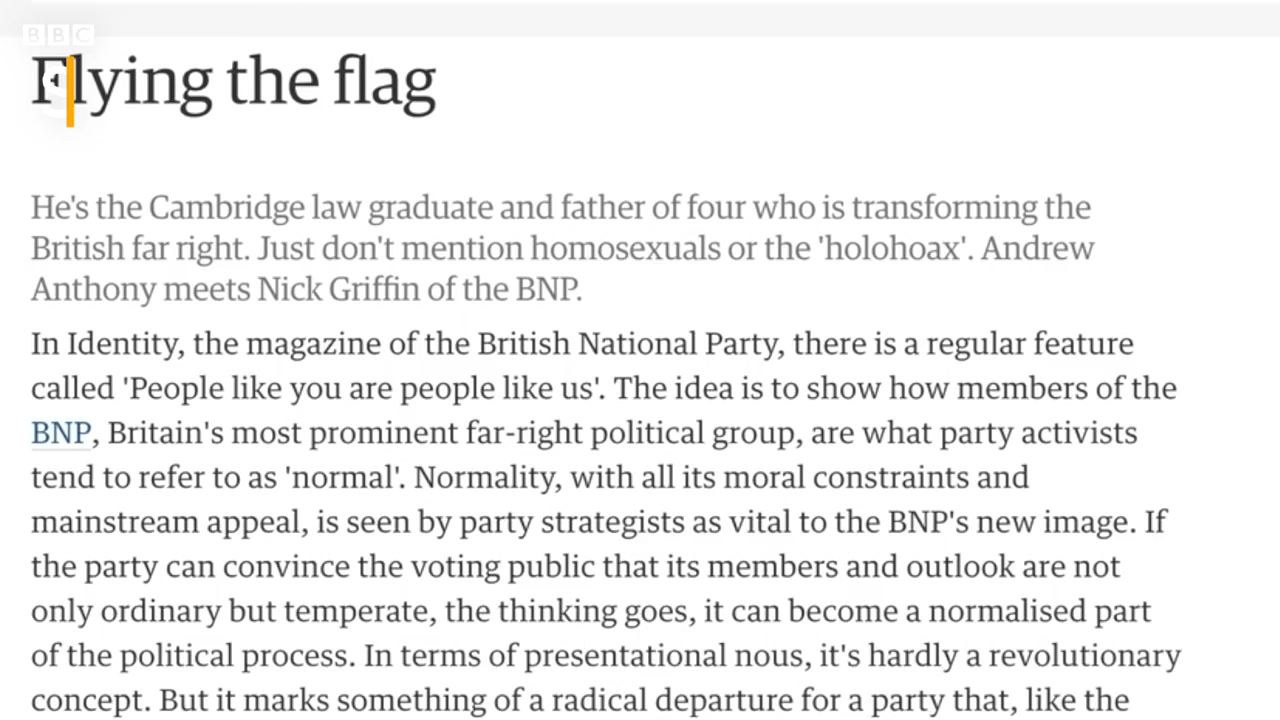 BBC
Flying the flag
He's the Cambridge law graduate and father of four who is transforming the
British far right. Just don't mention homosexuals or the 'holohoax'. Andrew
Anthony meets Nick Griffin of the BNP.
In Identity, the magazine of the British National Party, there is a regular feature
called 'People like you are people like us'. The idea is to show how members of the
BNP, Britain's most prominent far-right political group, are what party activists
tend to refer to as 'normal'. Normality, with all its moral constraints and
mainstream appeal, is seen by party strategists as vital to the BNP's new image. If
the party can convince the voting public that its members and outlook are not
only ordinary but temperate, the thinking goes, it can become a normalised part
of the political process. In terms of presentational nous, it's hardly a revolutionary
concept. But it marks something of a radical departure for a party that, like the